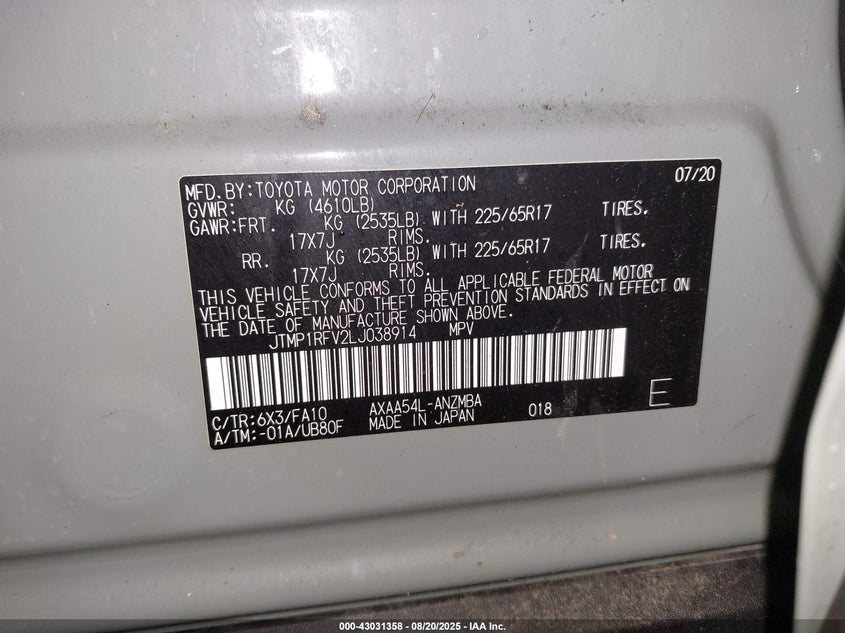 MFD. BY: TOYOTA MOTOR CORPORATION 07/20
GVWR: KG (4610LB)
GAWR: FRT. KG (2535LB) WITH 225/65R17 TIRES.
17X7J RIMS.
RR. KG (2535LB) WITH 225/65R17 TIRES.
17X7J RIMS.
THIS VEHICLE CONFORMS TO ALL APPLICABLE FEDERAL MOTOR
VEHICLE SAFETY AND THEFT PREVENTION STANDARDS IN EFFECT ON
THE DATE OF MANUFACTURE SHOWN ABOVE.
JTMP1RFV2LJ038914 MPV
C/TR: 6X3/FA10 AXAA54L-ANZMBA 018 E
A/TM: -01A/UB80F MADE IN JAPAN
000-43031358 | 08/20/2025 | IAA Inc.